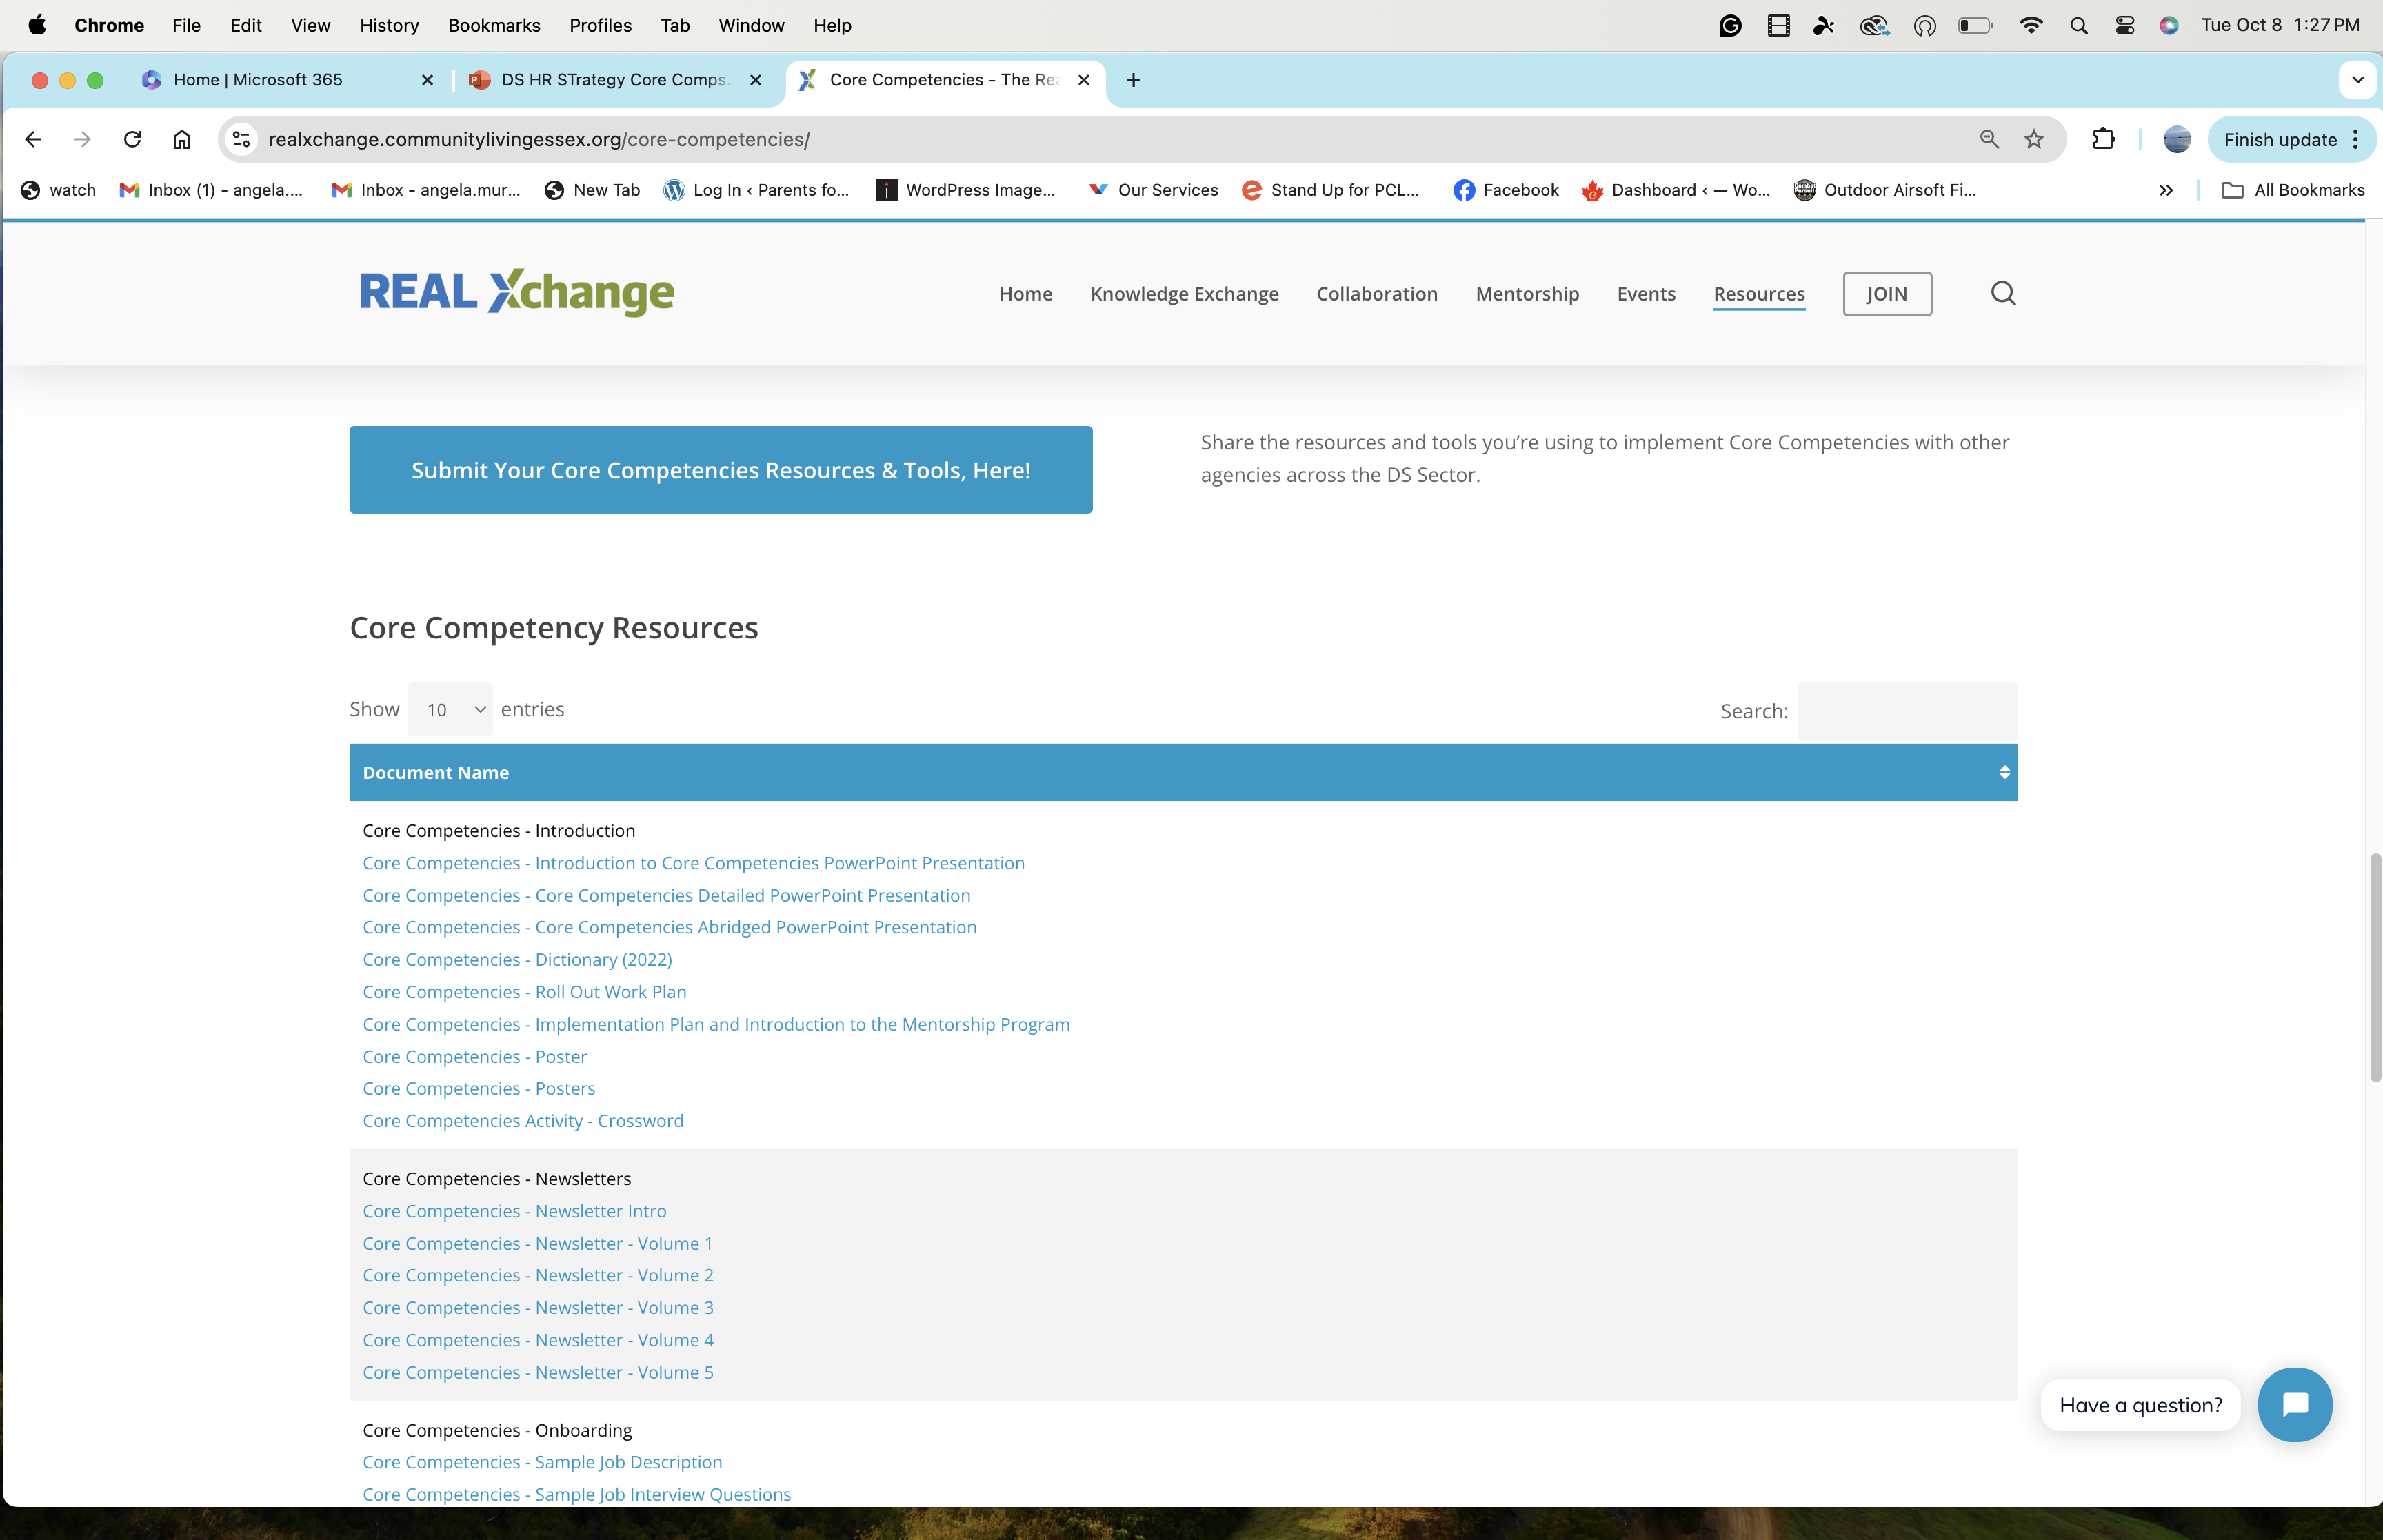 Chrome File Edit View History Bookmarks Profiles Tab Window Help Tue Oct 8 1:27 PM
Home | Microsoft 365 DS HR STrategy Core Comps. Core Competencies - The Rea
realxchange.communitylivingessex.org/core-competencies/ Finish update
watch Inbox (1) - angela.... Inbox - angela.mur... New Tab Log In ‹ Parents fo... WordPress Image... Our Services Stand Up for PCL... Facebook Dashboard ‹ — Wo... Outdoor Airsoft Fi... » All Bookmarks
REAL Xchange Home Knowledge Exchange Collaboration Mentorship Events Resources JOIN
Submit Your Core Competencies Resources & Tools, Here!
Share the resources and tools you’re using to implement Core Competencies with other
agencies across the DS Sector.
Core Competency Resources
Show 10 entries Search:
Document Name
Core Competencies - Introduction
Core Competencies - Introduction to Core Competencies PowerPoint Presentation
Core Competencies - Core Competencies Detailed PowerPoint Presentation
Core Competencies - Core Competencies Abridged PowerPoint Presentation
Core Competencies - Dictionary (2022)
Core Competencies - Roll Out Work Plan
Core Competencies - Implementation Plan and Introduction to the Mentorship Program
Core Competencies - Poster
Core Competencies - Posters
Core Competencies Activity - Crossword
Core Competencies - Newsletters
Core Competencies - Newsletter Intro
Core Competencies - Newsletter - Volume 1
Core Competencies - Newsletter - Volume 2
Core Competencies - Newsletter - Volume 3
Core Competencies - Newsletter - Volume 4
Core Competencies - Newsletter - Volume 5
Have a question?
Core Competencies - Onboarding
Core Competencies - Sample Job Description
Core Competencies - Sample Job Interview Questions